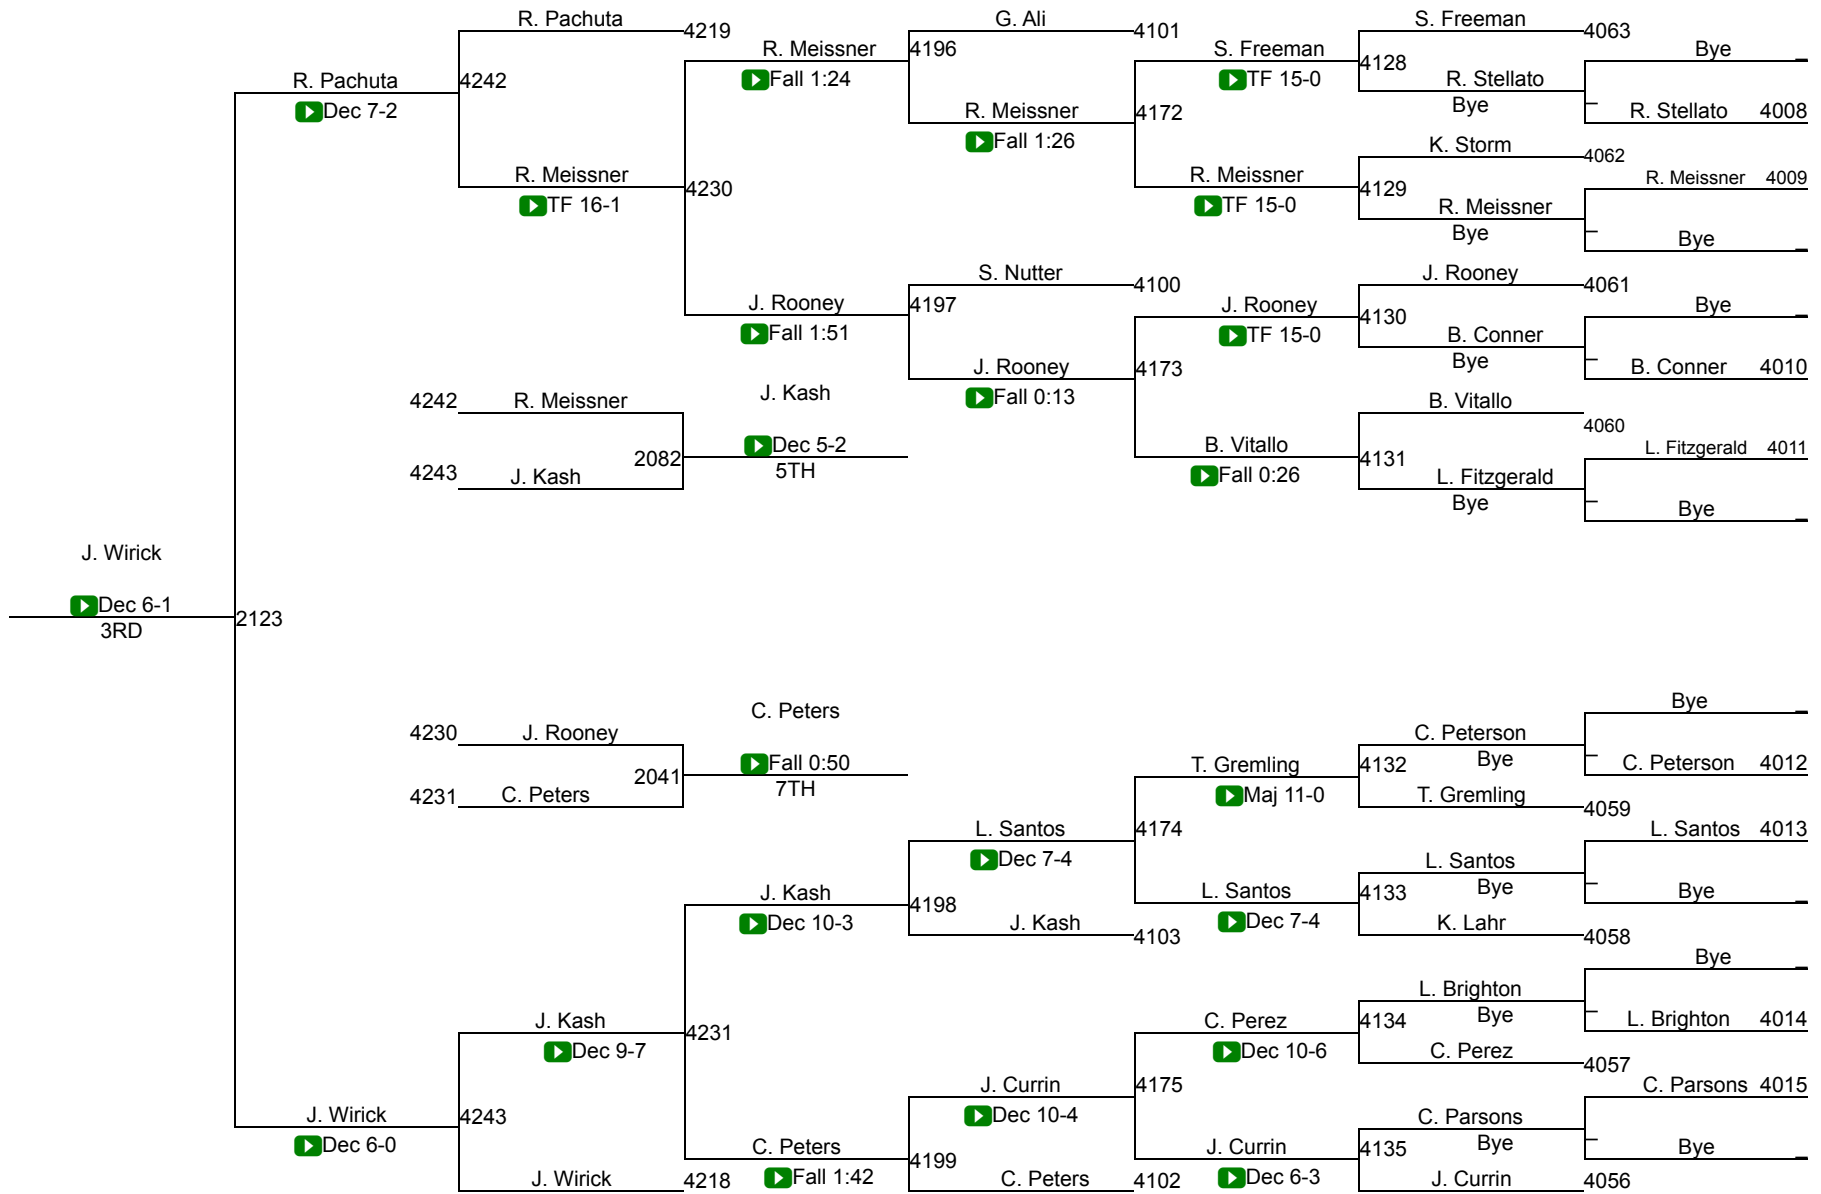 R. Pachuta
4219
G. Ali
4101
S. Freeman
4063
R. Meissner
4196
S. Freeman
4128
Bye
_
R. Pachuta
4242
Fall 1:24
TF 15-0
R. Stellato
Bye
_
Dec 7-2
R. Meissner
4172
R. Stellato 4008
Fall 1:26
K. Storm
4062
R. Meissner
4230
R. Meissner
4129
R. Meissner 4009
TF 16-1
TF 15-0
R. Meissner
Bye
_
Bye
_
S. Nutter
4100
J. Rooney
4061
J. Rooney
4197
J. Rooney
4130
Bye
_
Fall 1:51
TF 15-0
B. Conner
Bye
_
J. Rooney
4173
B. Conner 4010
J. Kash
Fall 0:13
4242 R. Meissner
B. Vitallo
4060
Dec 5-2
B. Vitallo
4131
L. Fitzgerald 4011
2082
5TH
Fall 0:26
4243 J. Kash
L. Fitzgerald
Bye
_
Bye
_
J. Wirick
Dec 6-1
3RD
2123
C. Peters
Bye
_
4230 J. Rooney
C. Peterson
Bye
_
Fall 0:50
T. Gremling
4132
C. Peterson 4012
2041
7TH
Maj 11-0
4231 C. Peters
T. Gremling
4059
L. Santos
4174
L. Santos 4013
Dec 7-4
L. Santos
Bye
_
J. Kash
4198
L. Santos
4133
Bye
_
Dec 10-3
Dec 7-4
J. Kash
4103
K. Lahr
4058
Bye
_
L. Brighton
Bye
_
J. Kash
4231
C. Perez
4134
L. Brighton 4014
Dec 9-7
Dec 10-6
C. Perez
4057
J. Currin
4175
C. Parsons 4015
Dec 10-4
J. Wirick
4243
C. Parsons
Bye
_
Dec 6-0
C. Peters
4199
J. Currin
4135
Bye
_
Fall 1:42
Dec 6-3
J. Wirick
4218
C. Peters
4102
J. Currin
4056